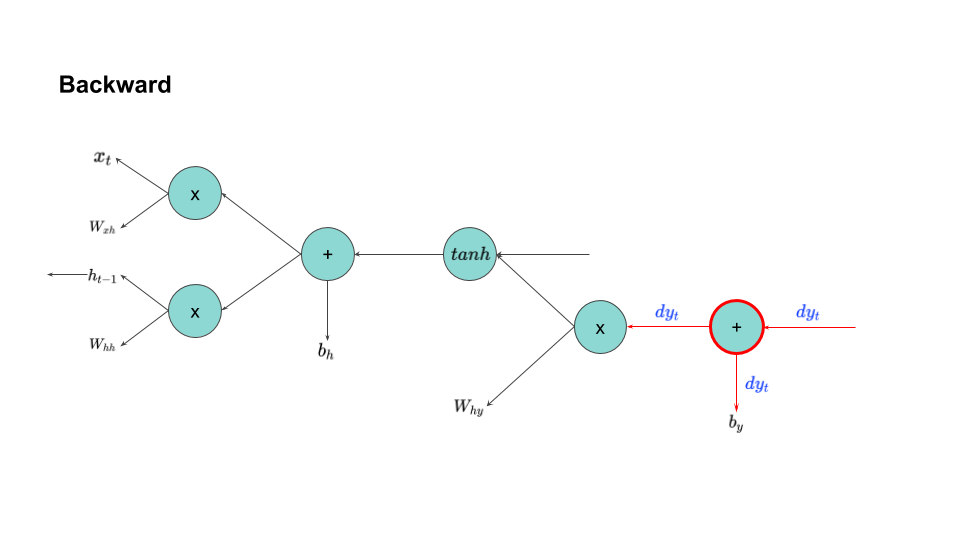 Backward
x_t
x
W_{xh}
+
tanh
h_{t-1}
x
W_{hh}
b_h
x
dy_t
+
dy_t
dy_t
W_{hy}
b_y